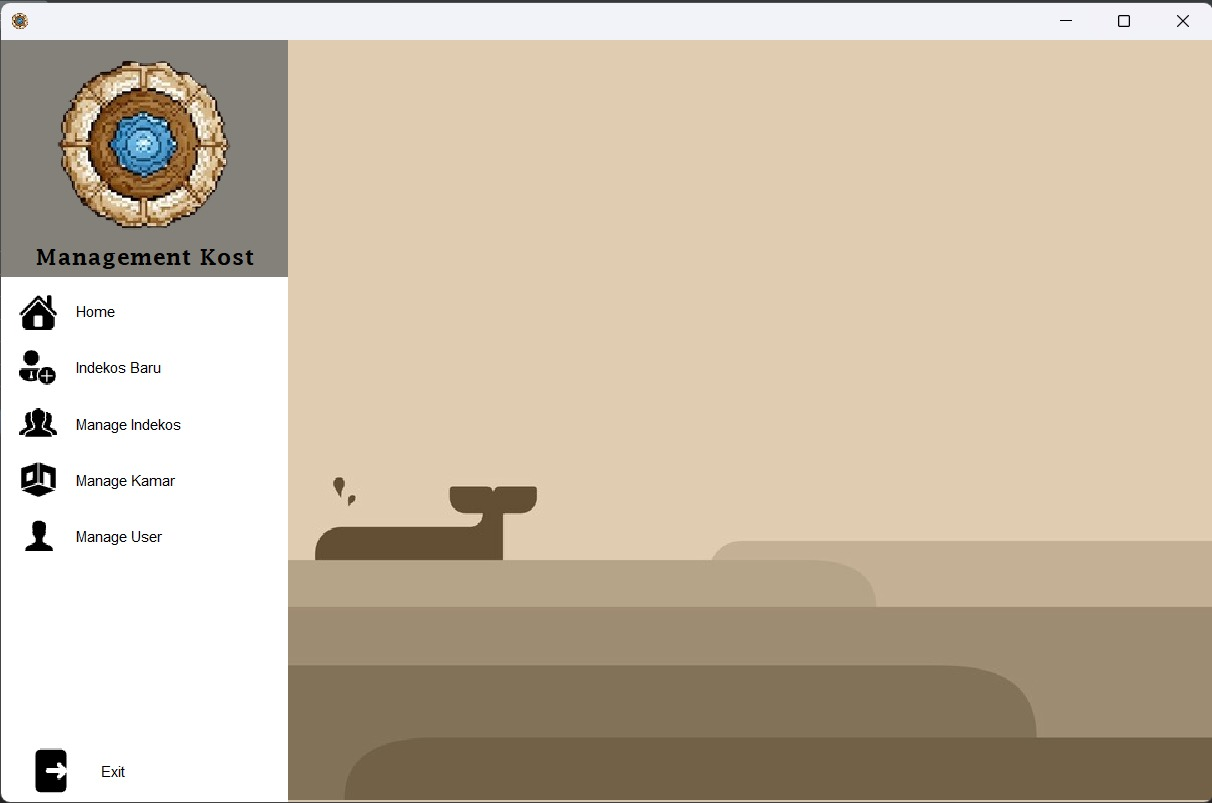 Management Kost
Home
Indekos Baru
Manage Indekos
Manage Kamar
Manage User
Exit